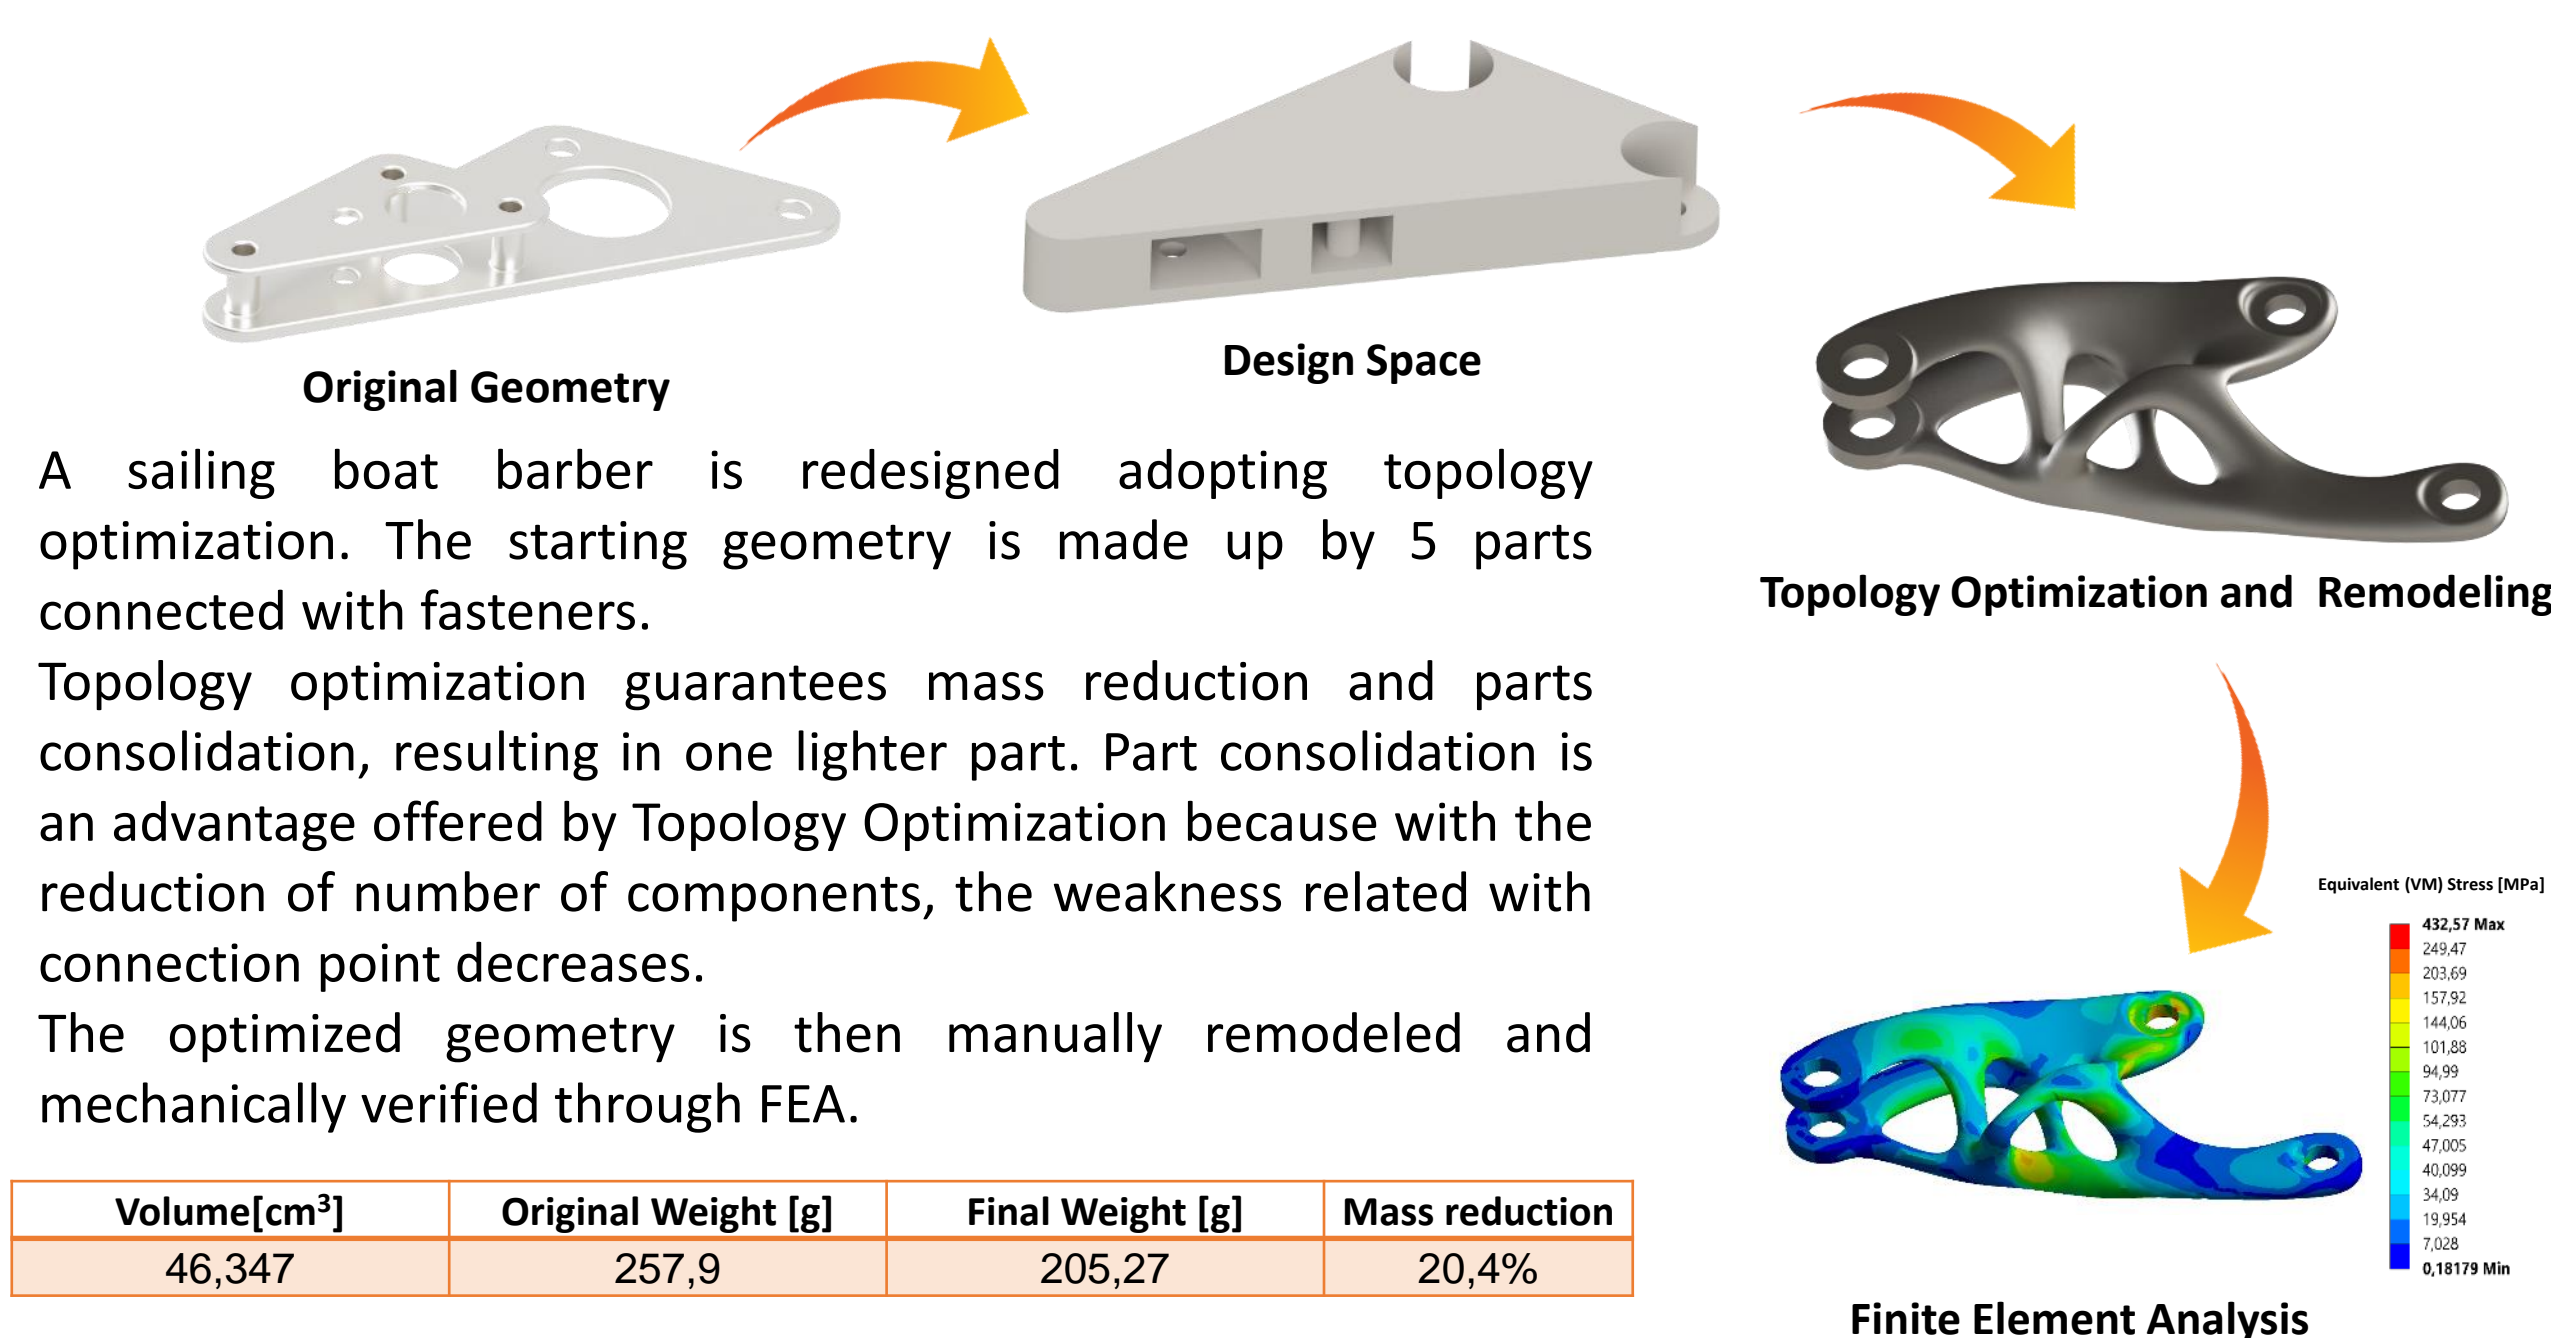 Original Geometry
Design Space
A sailing boat barber is redesigned adopting topology
optimization. The starting geometry is made up by 5 parts
connected with fasteners.
Topology optimization guarantees mass reduction and parts
consolidation, resulting in one lighter part. Part consolidation is
an advantage offered by Topology Optimization because with the
reduction of number of components, the weakness related with
connection point decreases.
The optimized geometry is then manually remodeled and
mechanically verified through FEA.
Volume[cm³] Original Weight [g] Final Weight [g] Mass reduction
46,347 257,9 205,27 20,4%
Topology Optimization and Remodeling
Equivalent (VM) Stress [MPa]
432,57 Max
249,47
203,69
157,92
144,06
101,88
94,99
73,077
54,293
47,005
40,099
34,09
19,954
7,028
0,18179 Min
Finite Element Analysis